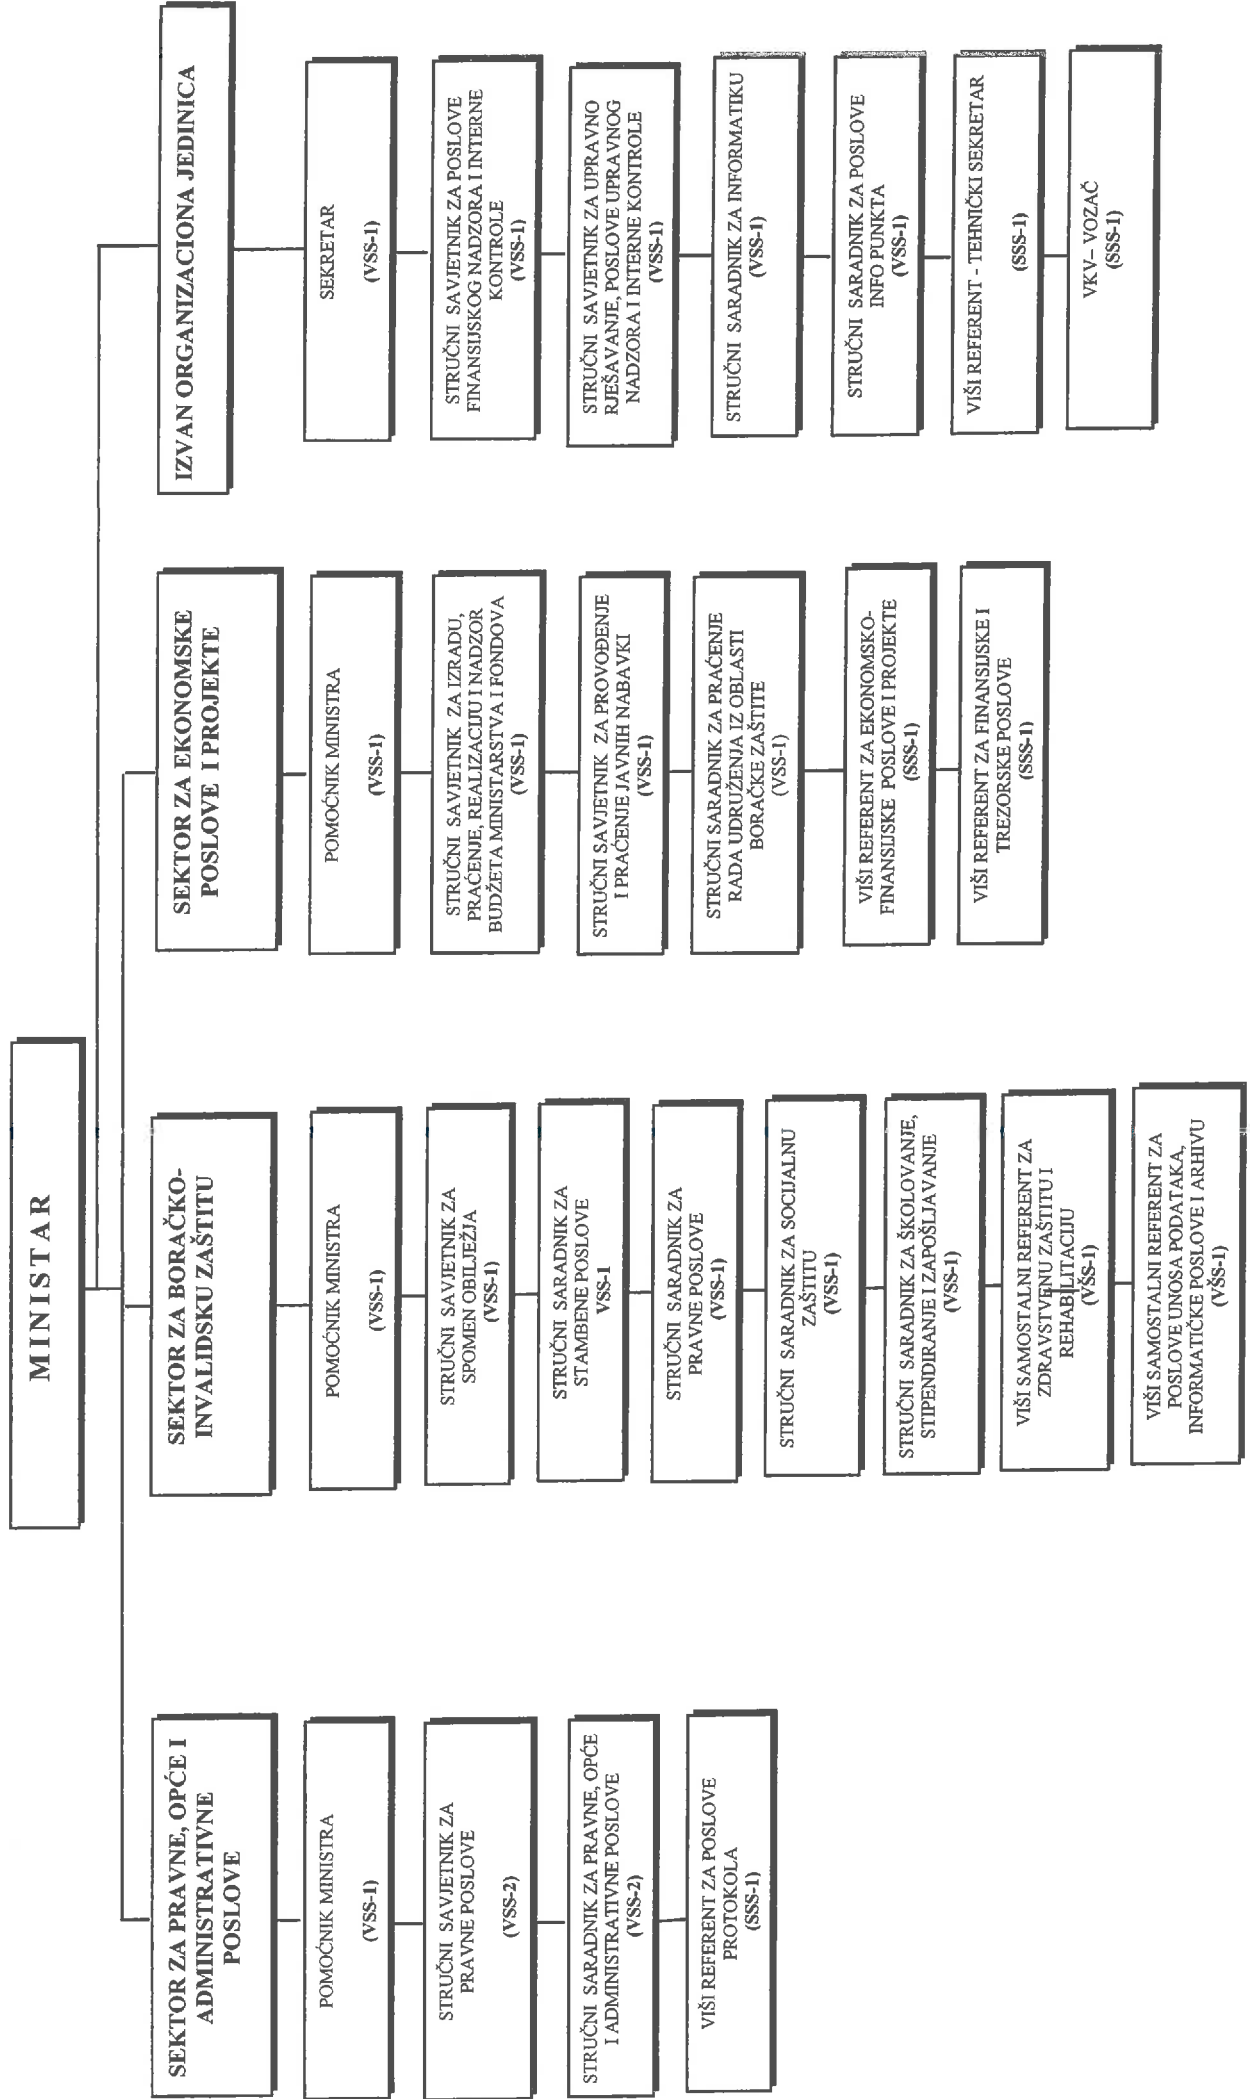 MINISTAR
SEKTOR ZA PRAVNE, OPĆE I
ADMINISTRATIVNE
POSLOVE
POMOĆNIK MINISTRA
(VSS-1)
STRUČNI SAVJETNIK ZA
PRAVNE POSLOVE
(VSS-2)
STRUČNI SARADNIK ZA PRAVNE, OPĆE
I ADMINISTRATIVNE POSLOVE
(VSS-2)
VIŠI REFERENT ZA POSLOVE
PROTOKOLA
(SSS-1)
SEKTOR ZA BORAČKO-
INVALIDSKU ZAŠTITU
POMOĆNIK MINISTRA
(VSS-1)
STRUČNI SAVJETNIK ZA
SPOMEN OBILJEŽJA
(VSS-1)
STRUČNI SARADNIK ZA
STAMBENE POSLOVE
VSS-1
STRUČNI SARADNIK ZA
PRAVNE POSLOVE
(VSS-1)
STRUČNI SARADNIK ZA SOCIJALNU
ZAŠTITU
(VSS-1)
STRUČNI SARADNIK ZA ŠKOLOVANJE,
STIPENDIRANJE I ZAPOŠLJAVANJE
(VSS-1)
VIŠI SAMOSTALNI REFERENT ZA
ZDRAVSTVENU ZAŠTITU I
REHABILITACIJU
(VŠS-1)
VIŠI SAMOSTALNI REFERENT ZA
POSLOVE UNOSA PODATAKA,
INFORMATIČKE POSLOVE I ARHIVU
(VŠS-1)
SEKTOR ZA EKONOMSKE
POSLOVE I PROJEKTE
POMOĆNIK MINISTRA
(VSS-1)
STRUČNI SAVJETNIK ZA IZRADU,
PRAĆENJE, REALIZACIJU I NADZOR
BUDŽETA MINISTARSTVA I FONDOVA
(VSS-1)
STRUČNI SAVJETNIK ZA PROVOĐENJE
I PRAĆENJE JAVNIH NABAVKI
(VSS-1)
STRUČNI SARADNIK ZA PRAĆENJE
RADA UDRUŽENJA IZ OBLASTI
BORAČKE ZAŠTITE
(VSS-1)
VIŠI REFERENT ZA EKONOMSKO-
FINANSIJSKE POSLOVE I PROJEKTE
(SSS-1)
VIŠI REFERENT ZA FINANSIJSKE I
TREZORSKE POSLOVE
(SSS-1)
IZVAN ORGANIZACIONA JEDINICA
SEKRETAR
(VSS-1)
STRUČNI SAVJETNIK ZA POSLOVE
FINANSIJSKOG NADZORA I INTERNE
KONTROLE
(VSS-1)
STRUČNI SAVJETNIK ZA UPRAVNO
RJEŠAVANJE, POSLOVE UPRAVNOG
NADZORA I INTERNE KONTROLE
(VSS-1)
STRUČNI SARADNIK ZA INFORMATIKU
(VSS-1)
STRUČNI SARADNIK ZA POSLOVE
INFO PUNKTA
(VSS-1)
VIŠI REFERENT - TEHNIČKI SEKRETAR
(SSS-1)
VKV– VOZAČ
(SSS-1)